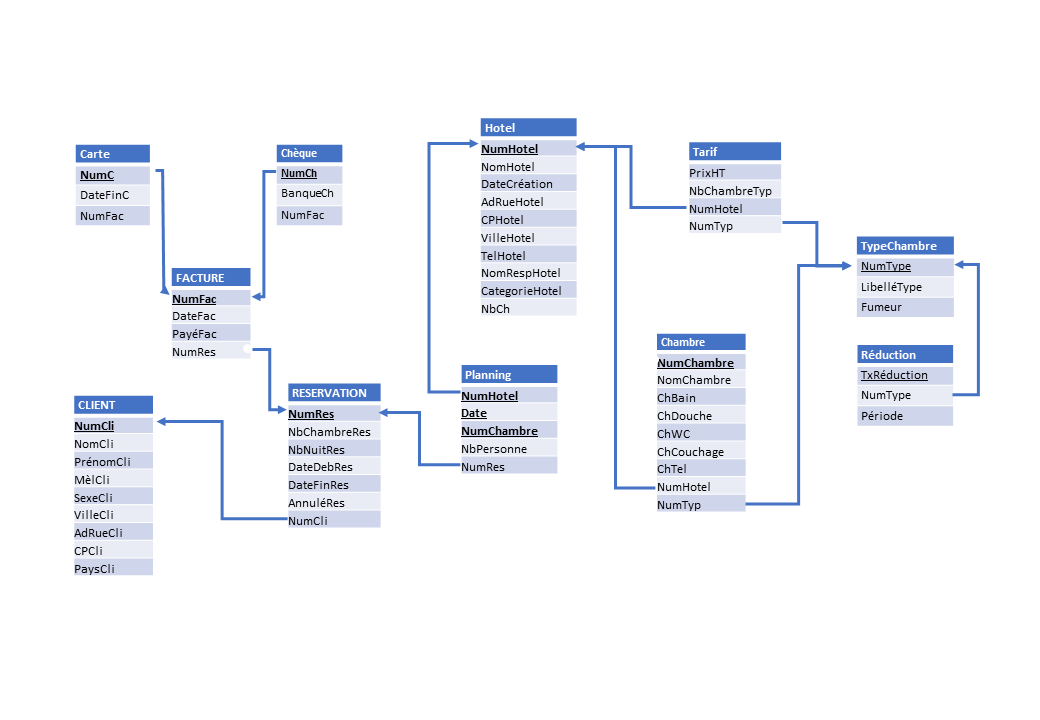 Carte
NumC
DateFinC
NumFac
Chèque
NumCh
BanqueCh
NumFac
FACTURE
NumFac
DateFac
PayéFac
NumRes
CLIENT
NumCli
NomCli
PrénomCli
MèlCli
SexeCli
VilleCli
AdRueCli
CPCli
PaysCli
RESERVATION
NumRes
NbChambreRes
NbNuitRes
DateDebRes
DateFinRes
AnnuléRes
NumCli
Hotel
NumHotel
NomHotel
DateCréation
AdRueHotel
CPHotel
VilleHotel
TelHotel
NomRespHotel
CategorieHotel
NbCh
Planning
NumHotel
Date
NumChambre
NbPersonne
NumRes
Tarif
PrixHT
NbChambreTyp
NumHotel
NumTyp
Chambre
NumChambre
NomChambre
ChBain
ChDouche
ChWC
ChCouchage
ChTel
NumHotel
NumTyp
TypeChambre
NumType
LibelléType
Fumeur
Réduction
TxRéduction
NumType
Période